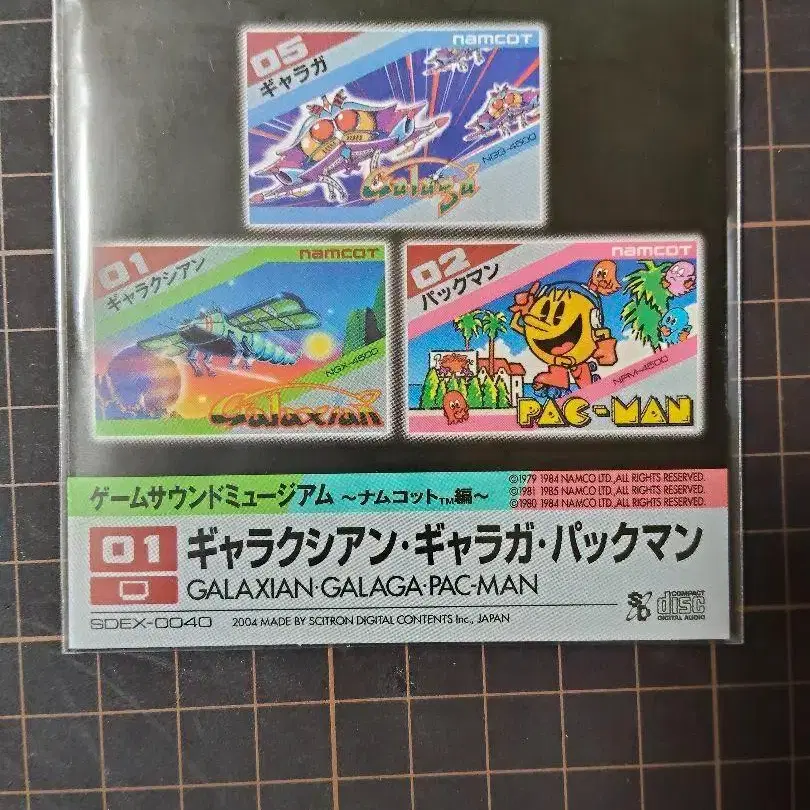 05
namcot
ギャラガ
NGG-4500
Galaga
01
namcot
ギャラクシアン
NGX-4500
Galaxian
02
namcot
パックマン
NPM-4500
PAC-MAN
ゲームサウンドミュージアム ～ナムコット™編～
©1979 1984 NAMCO LTD.,ALL RIGHTS RESERVED.
©1981 1985 NAMCO LTD.,ALL RIGHTS RESERVED.
©1980 1984 NAMCO LTD.,ALL RIGHTS RESERVED.
01
ギャラクシアン・ギャラガ・パックマン
GALAXIAN・GALAGA・PAC-MAN
SDEX-0040
2004 MADE BY SCITRON DIGITAL CONTENTS Inc., JAPAN
COMPACT
disc
DIGITAL AUDIO